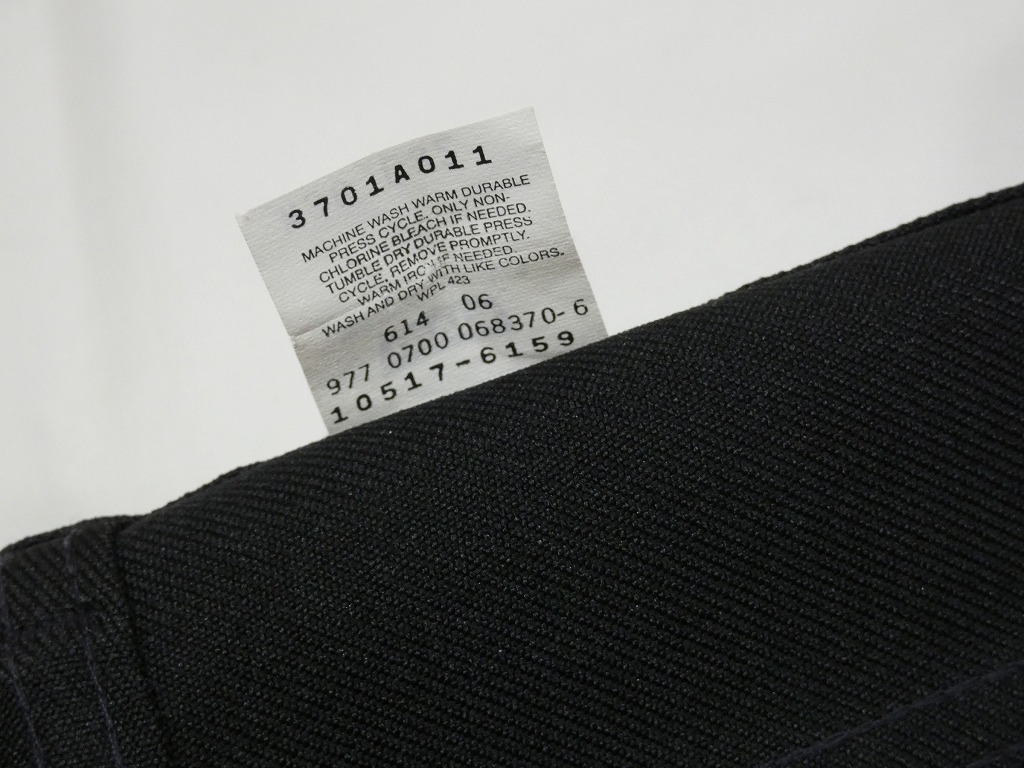 3701A011
MACHINE WASH WARM DURABLE
PRESS CYCLE. ONLY NON-
CHLORINE BLEACH IF NEEDED.
TUMBLE DRY DURABLE PRESS
CYCLE. REMOVE PROMPTLY.
WARM IRON IF NEEDED.
WASH AND DRY WITH LIKE COLORS.
WPL 423
614 06
977 0700 068370-6
10517-6159